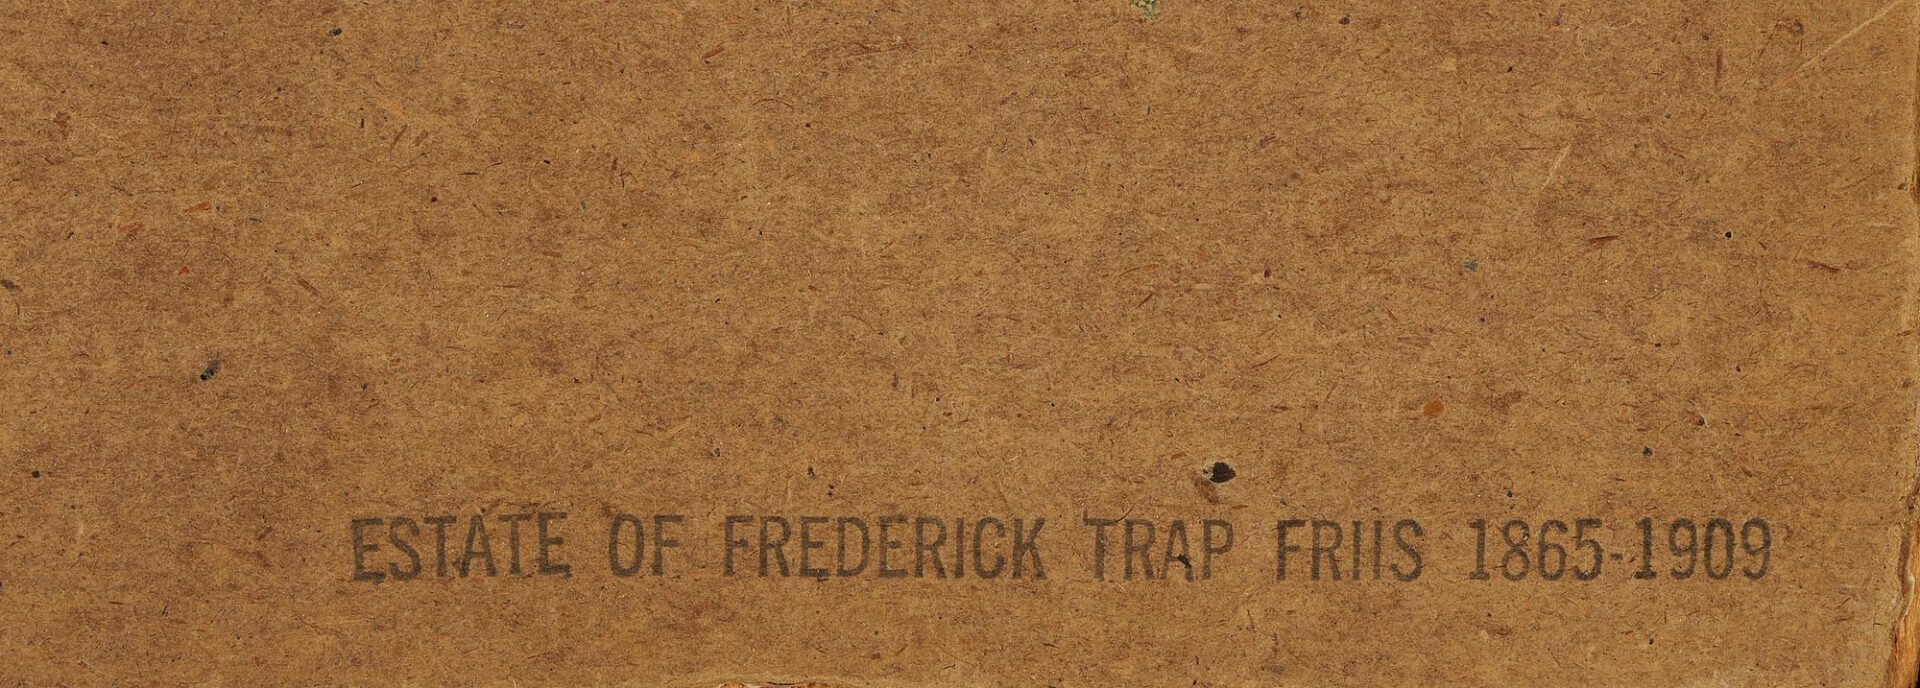 ESTATE OF FREDERICK TRAP FRIIS 1865-1909